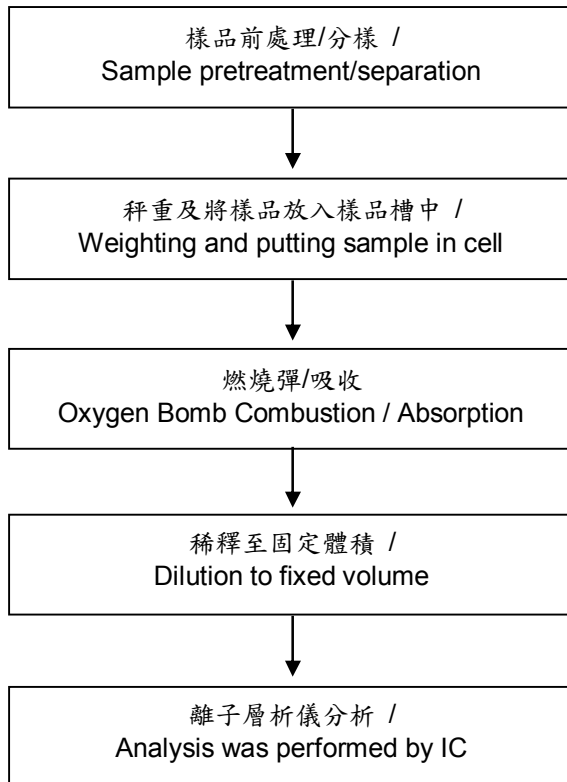 樣品前處理/分樣 /
Sample pretreatment/separation
秤重及將樣品放入樣品槽中 /
Weighting and putting sample in cell
燃燒彈/吸收
Oxygen Bomb Combustion / Absorption
稀釋至固定體積 /
Dilution to fixed volume
離子層析儀分析 /
Analysis was performed by IC